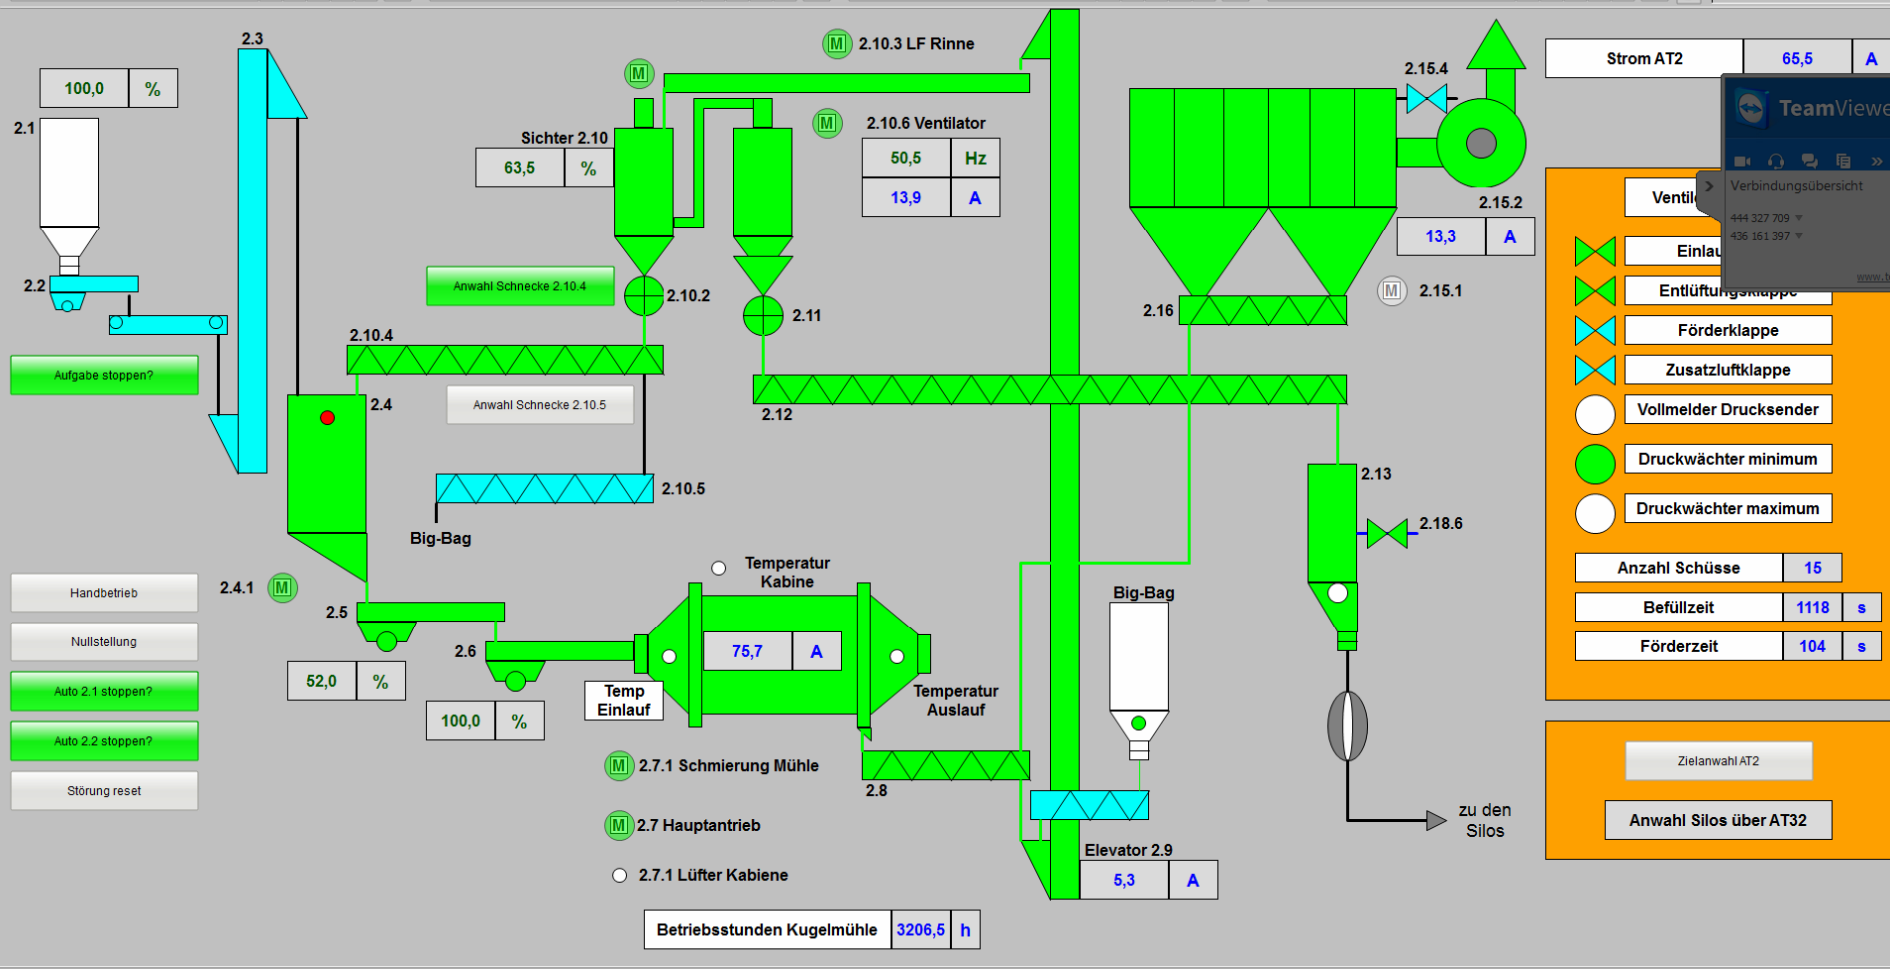 2.3
2.10.3 LF Rinne
M
M
2.15.4
Strom AT2
65,5
A
100,0
%
TeamViewe
2.1
M
2.10.6 Ventilator
Sichter 2.10
50,5
Hz
63,5
%
13,9
A
Verbindungsübersicht
Ventil
2.15.2
444 327 709
13,3
A
436 161 397
Einlau
2.2
Anwahl Schnecke 2.10.4
2.10.2
M
2.15.1
Entlüftungsklappe
2.11
2.16
2.10.4
Förderklappe
Aufgabe stoppen?
Zusatzluftklappe
2.4
Anwahl Schnecke 2.10.5
2.12
Vollmelder Drucksender
Druckwächter minimum
2.13
2.10.5
Druckwächter maximum
2.18.6
Big-Bag
Temperatur
Kabine
Anzahl Schüsse
15
Handbetrieb
2.4.1
M
Big-Bag
2.5
Befüllzeit
1118
s
Nullstellung
2.6
75,7
A
Förderzeit
104
s
52,0
%
Auto 2.1 stoppen?
Temp
Einlauf
Temperatur
Auslauf
100,0
%
Auto 2.2 stoppen?
M
2.7.1 Schmierung Mühle
Zielanwahl AT2
Störung reset
2.8
zu den
Silos
M
2.7 Hauptantrieb
Anwahl Silos über AT32
Elevator 2.9
2.7.1 Lüfter Kabiene
5,3
A
Betriebsstunden Kugelmühle
3206,5
h